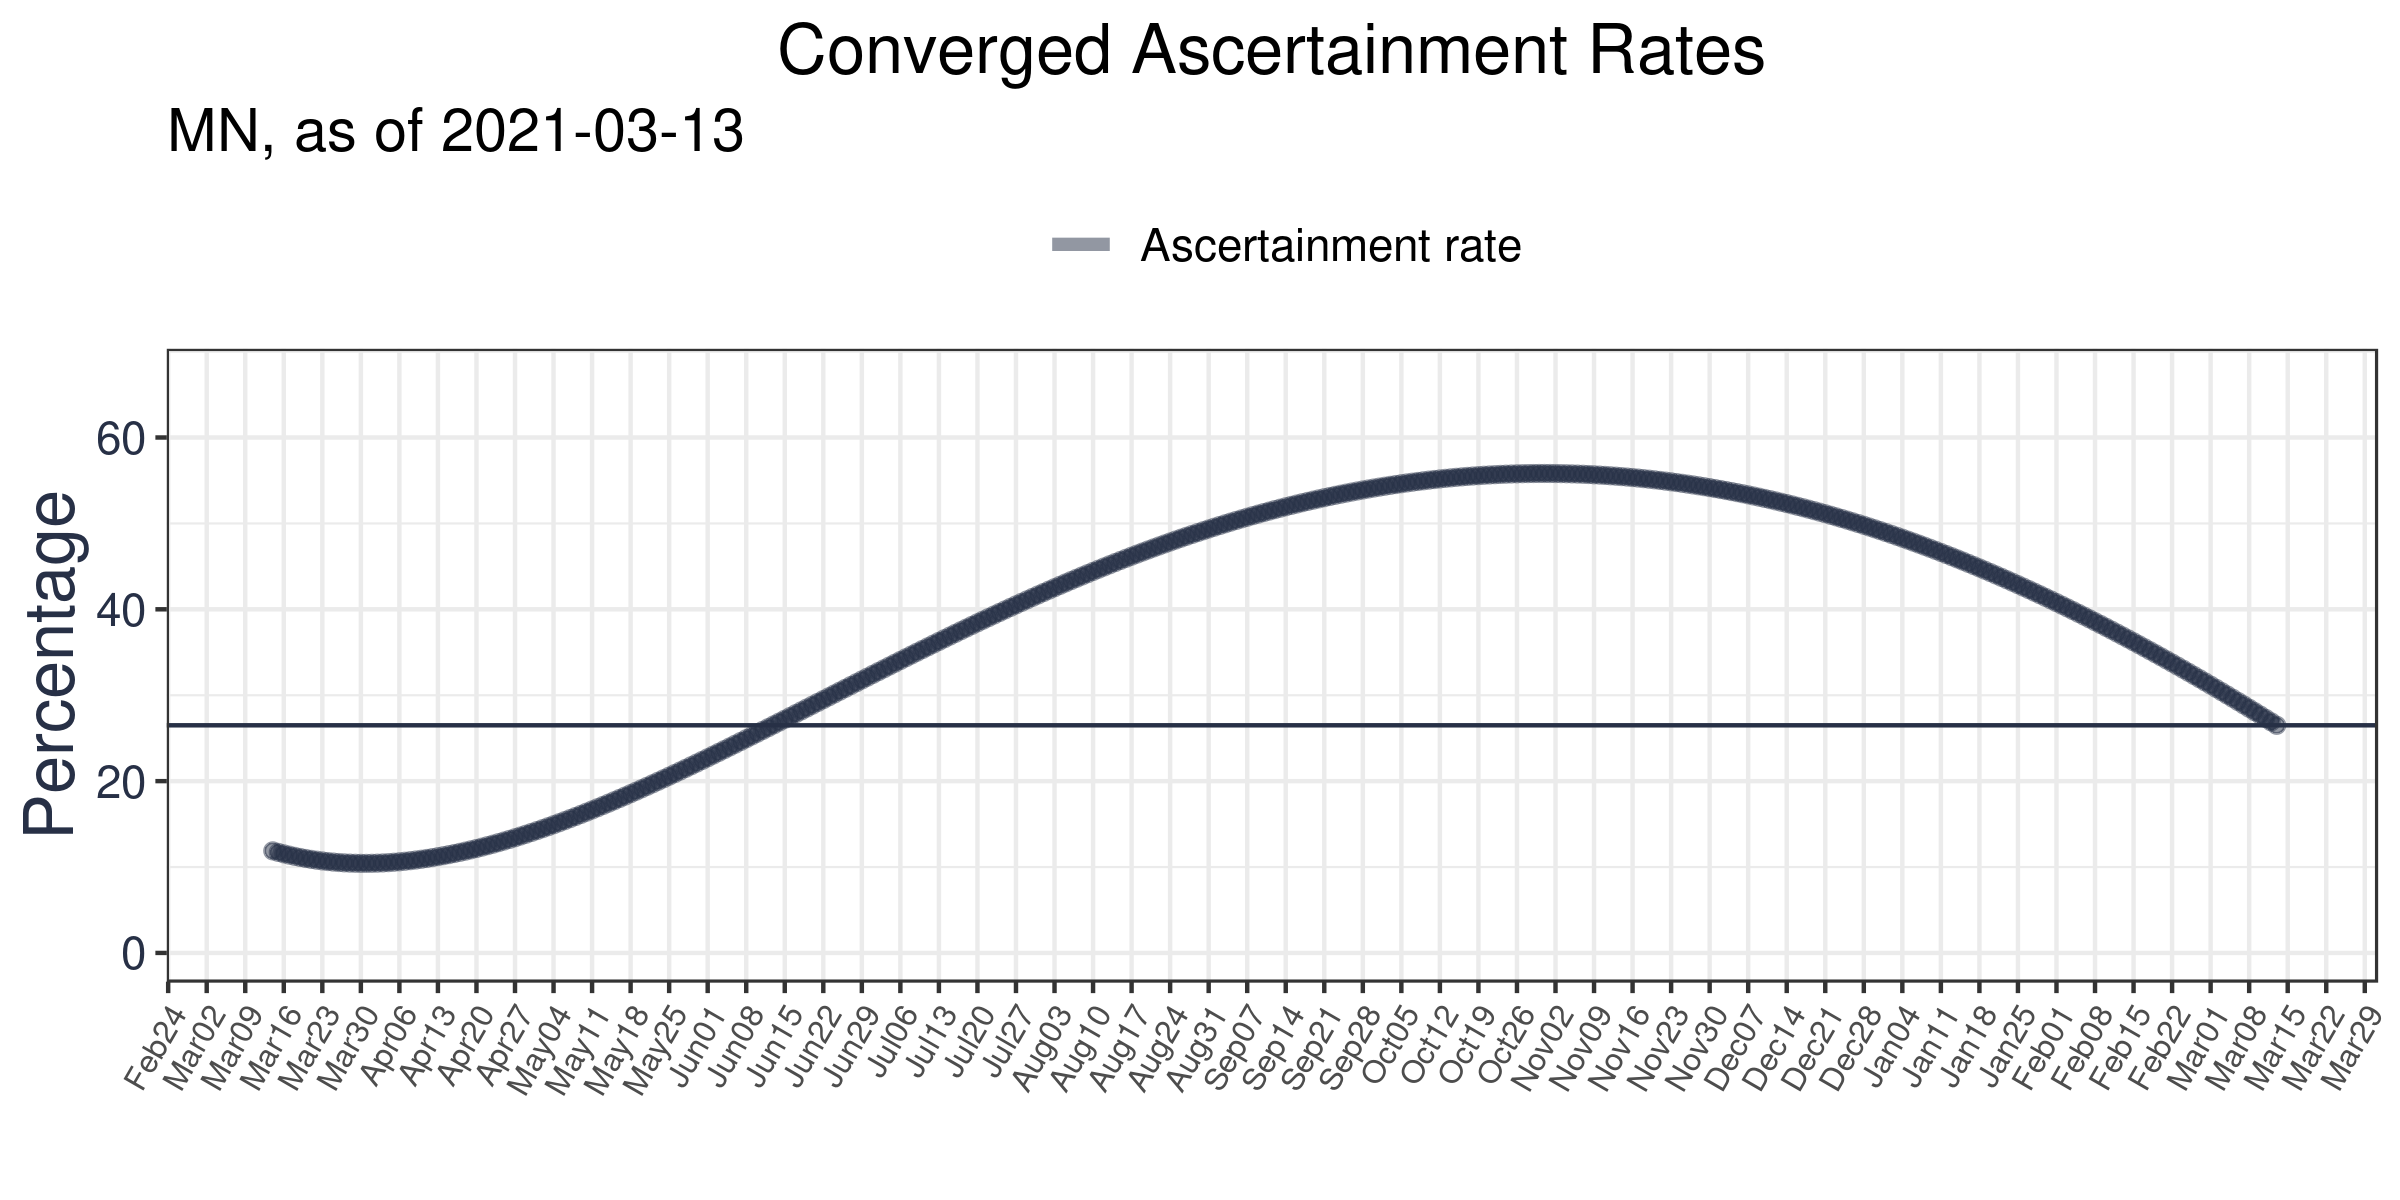 Converged Ascertainment Rates
MN, as of 2021-03-13
Ascertainment rate
Percentage
60
40
20
0
Feb24 Mar02 Mar09 Mar16 Mar23 Mar30 Apr06 Apr13 Apr20 Apr27 May04 May11 May18 May25 Jun01 Jun08 Jun15 Jun22 Jun29 Jul06 Jul13 Jul20 Jul27 Aug03 Aug10 Aug17 Aug24 Aug31 Sep07 Sep14 Sep21 Sep28 Oct05 Oct12 Oct19 Oct26 Nov02 Nov09 Nov16 Nov23 Nov30 Dec07 Dec14 Dec21 Dec28 Jan04 Jan11 Jan18 Jan25 Feb01 Feb08 Feb15 Feb22 Mar01 Mar08 Mar15 Mar22 Mar29